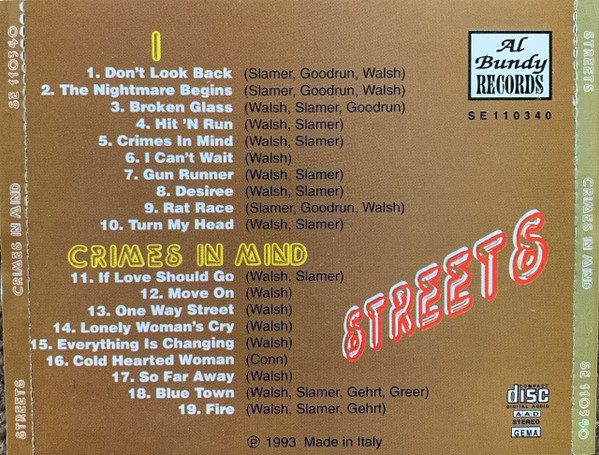 I
1. Don't Look Back (Slamer, Goodrun, Walsh)
2. The Nightmare Begins (Slamer, Goodrun, Walsh)
3. Broken Glass (Walsh, Slamer, Goodrun)
4. Hit 'N Run (Walsh, Slamer)
5. Crimes In Mind (Walsh, Slamer)
6. I Can't Wait (Walsh)
7. Gun Runner (Walsh, Slamer)
8. Desiree (Walsh, Slamer)
9. Rat Race (Slamer, Goodrun, Walsh)
10. Turn My Head (Walsh, Slamer)
CRIMES IN MIND
11. If Love Should Go (Walsh, Slamer)
12. Move On (Walsh)
13. One Way Street (Walsh)
14. Lonely Woman's Cry (Walsh)
15. Everything Is Changing (Walsh)
16. Cold Hearted Woman (Conn)
17. So Far Away (Walsh)
18. Blue Town (Walsh, Slamer, Gehrt, Greer)
19. Fire (Walsh, Slamer, Gehrt)
℗ 1993 Made in Italy
Al
Bundy
RECORDS
SE110340
STREETS
COMPACT
disc
DIGITAL AUDIO
AAD
STEREO
GEMA
STREETS CRIMES IN MIND SE 110340
STREETS CRIMES IN MIND SE 110340